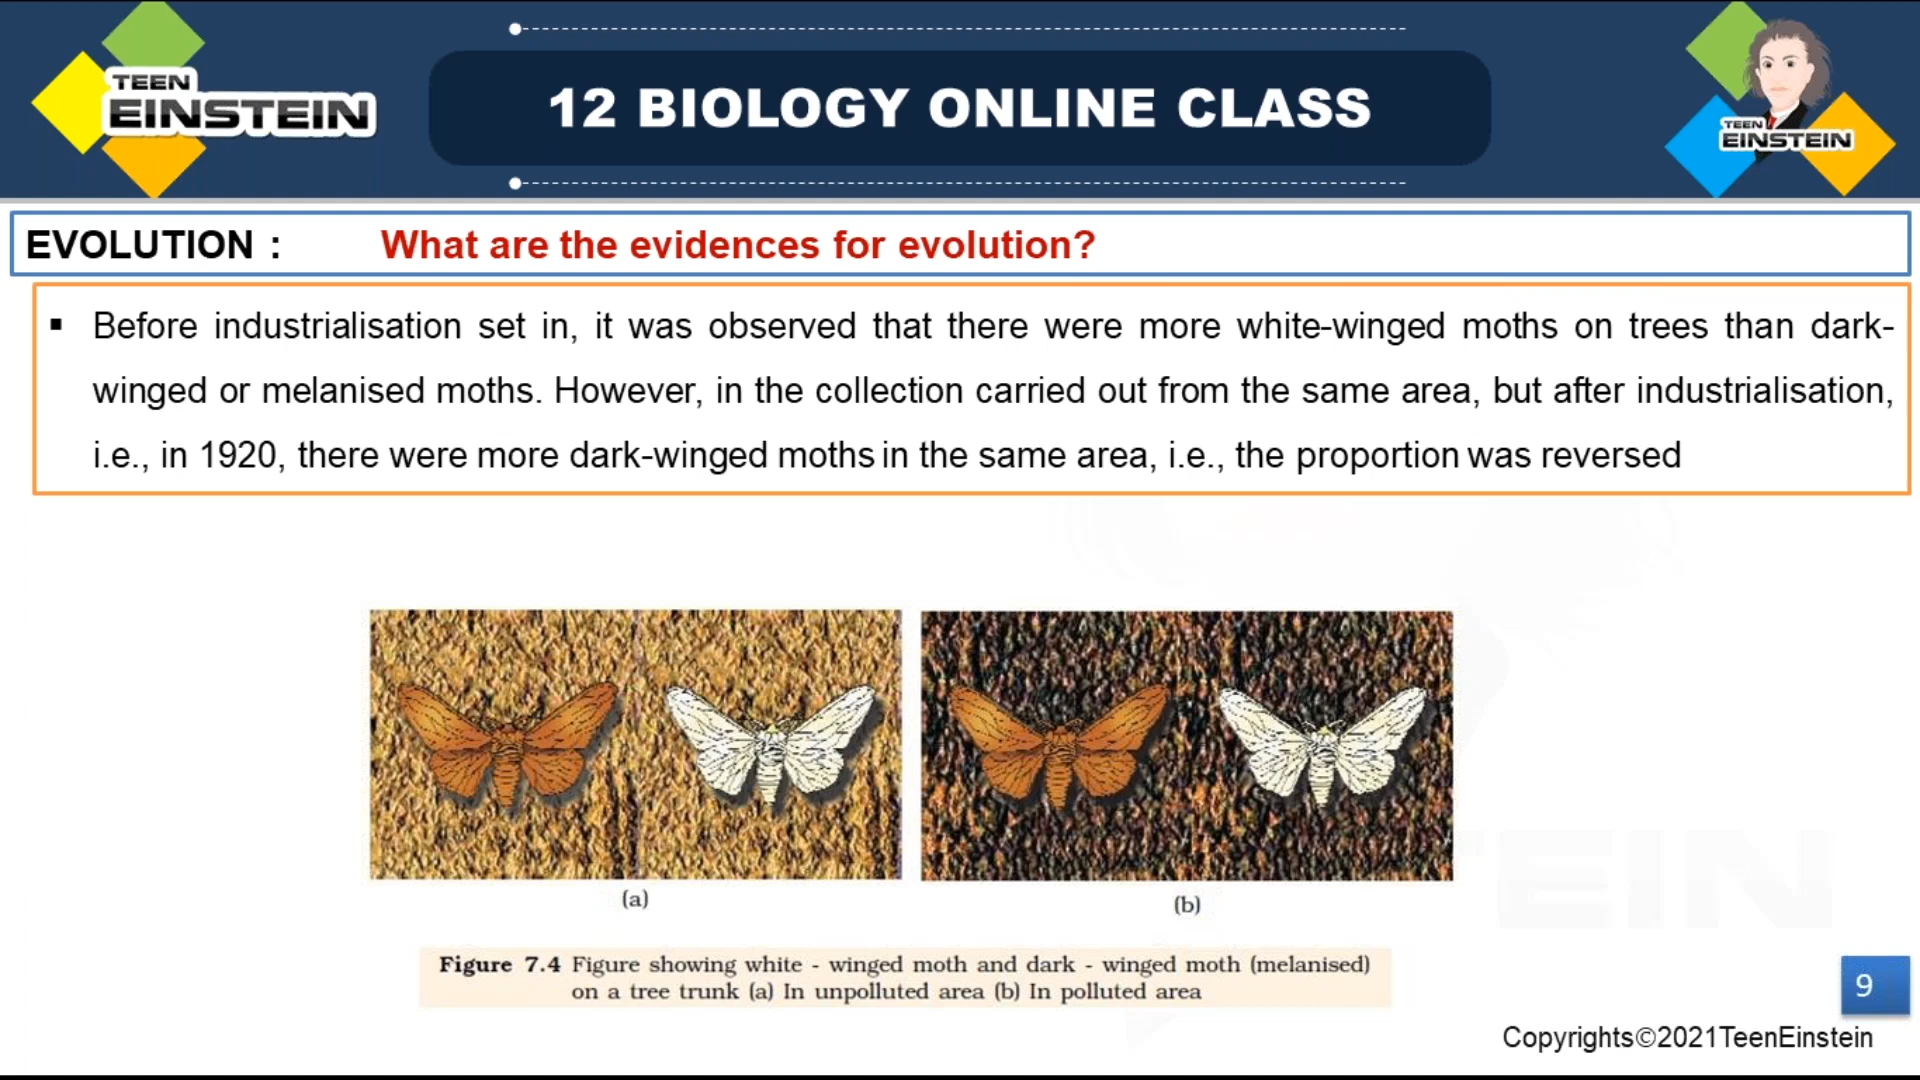 TEEN
EINSTEIN
12 BIOLOGY ONLINE CLASS
TEEN
EINSTEIN
EVOLUTION : What are the evidences for evolution?
▪ Before industrialisation set in, it was observed that there were more white-winged moths on trees than dark-
winged or melanised moths. However, in the collection carried out from the same area, but after industrialisation,
i.e., in 1920, there were more dark-winged moths in the same area, i.e., the proportion was reversed
(a)
(b)
Figure 7.4 Figure showing white - winged moth and dark - winged moth (melanised)
on a tree trunk (a) In unpolluted area (b) In polluted area
EIN
9
Copyrights©2021TeenEinstein